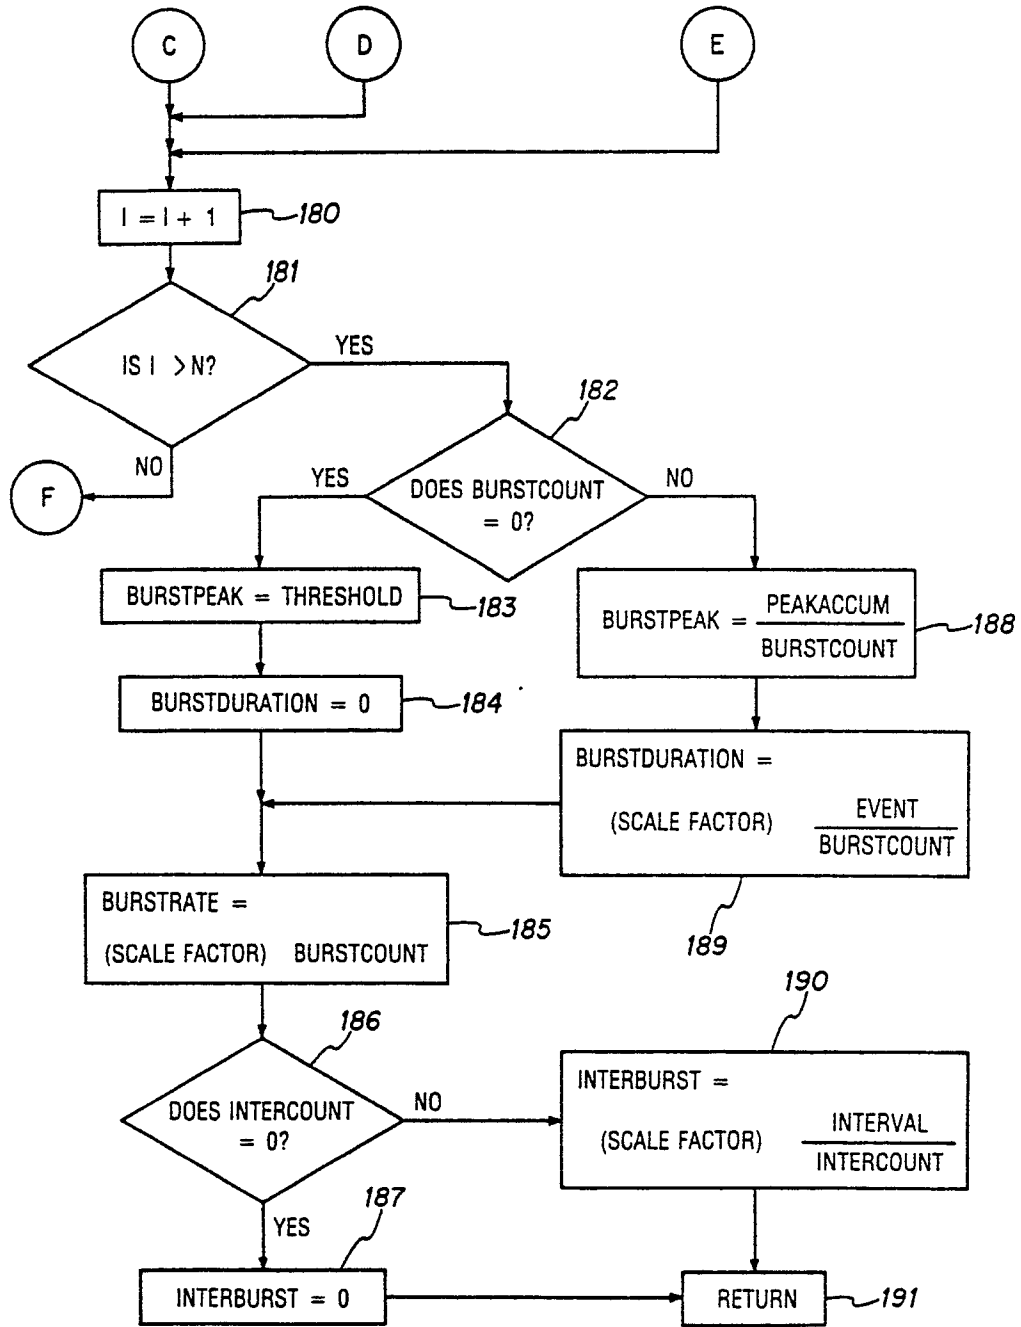 C
D
E
I = I + 1
180
181
IS I > N?
YES
182
NO
F
YES
DOES BURSTCOUNT
= 0?
NO
BURSTPEAK = THRESHOLD
183
BURSTPEAK =
PEAKACCUM
BURSTCOUNT
188
BURSTDURATION = 0
184
BURSTDURATION =
(SCALE FACTOR)
EVENT
BURSTCOUNT
189
BURSTRATE =
(SCALE FACTOR) BURSTCOUNT
185
186
DOES INTERCOUNT
= 0?
NO
190
INTERBURST =
(SCALE FACTOR)
INTERVAL
INTERCOUNT
YES
187
INTERBURST = 0
RETURN
191